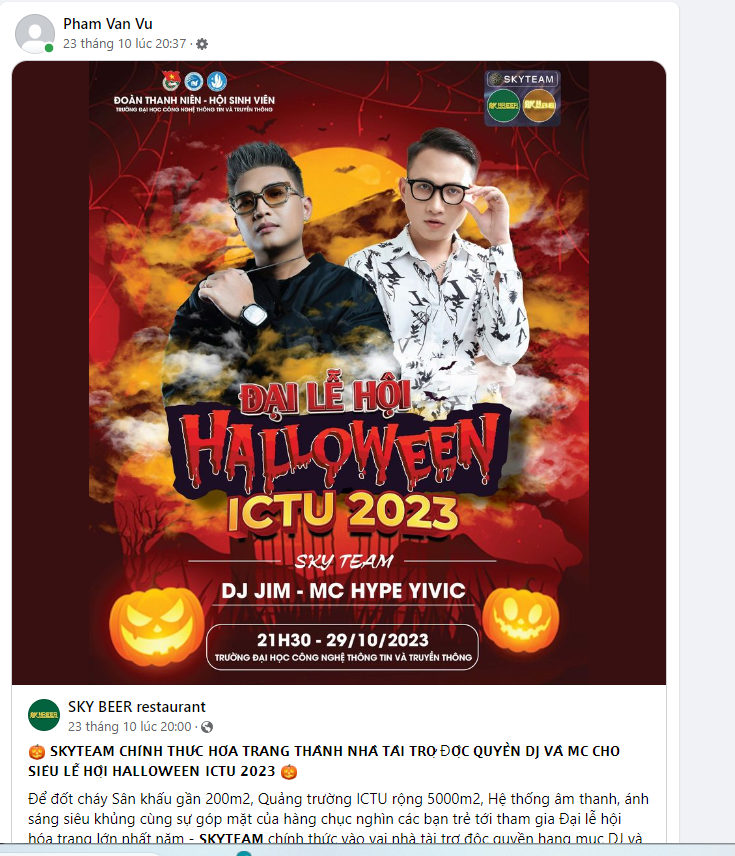 Pham Van Vu
23 tháng 10 lúc 20:37 ·
ĐOÀN THANH NIÊN - HỘI SINH VIÊN
TRƯỜNG ĐẠI HỌC CÔNG NGHỆ THÔNG TIN VÀ TRUYỀN THÔNG
SKYTEAM
SKY BEER
ĐẠI LỄ HỘI
HALLOWEEN
ICTU 2023
SKY TEAM
DJ JIM - MC HYPE YIVIC
21H30 - 29/10/2023
TRƯỜNG ĐẠI HỌC CÔNG NGHỆ THÔNG TIN VÀ TRUYỀN THÔNG
SKY BEER
SKY BEER restaurant
23 tháng 10 lúc 20:00 ·
🎃 SKYTEAM CHÍNH THỨC HÓA TRANG THÀNH NHÀ TÀI TRỢ ĐỘC QUYỀN DJ VÀ MC CHO
SIÊU LỄ HỘI HALLOWEEN ICTU 2023 🎃
Để đốt cháy Sân khấu gần 200m2, Quảng trường ICTU rộng 5000m2, Hệ thống âm thanh, ánh
sáng siêu khủng cùng sự góp mặt của hàng chục nghìn các bạn trẻ tới tham gia Đại lễ hội
hóa trang lớn nhất năm - SKYTEAM chính thức vào vai nhà tài trợ độc quyền hạng mục DJ và